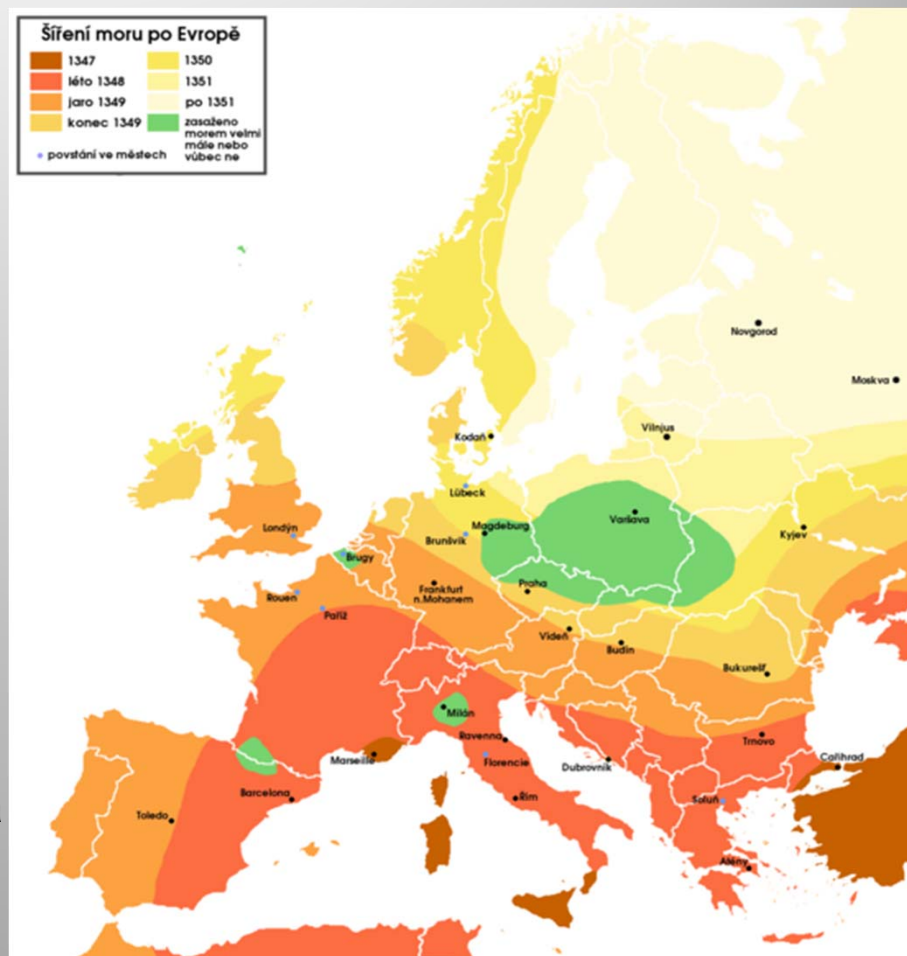 Šíření moru po Evropě
1347
léto 1348
jaro 1349
konec 1349
povstání ve městech
1350
1351
po 1351
zasaženo
morem velmi
mále nebo
vůbec ne
Novgorod
Moskva
Vilnjus
Kodaň
Lübeck
Magdeburg
Varšava
Brunšvik
Kyjev
Londýn
Brugy
Frankfurt
n.Mohanem
Praha
Rouen
Paříž
Vídeň
Budín
Bukurešť
Milán
Ravenna
Trnovo
Marseille
Florencie
Dubrovník
Cařihrad
Barcelona
Řím
Soluň
Toledo
Atény